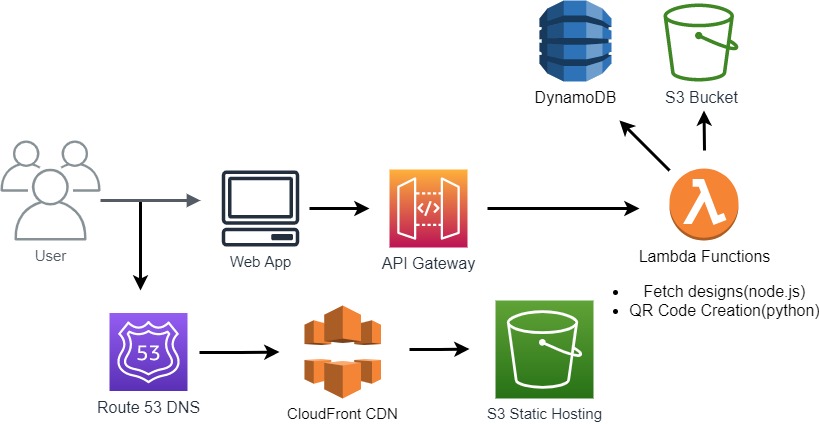 DynamoDB
S3 Bucket
User
Web App
</>
API Gateway
Lambda Functions
• Fetch designs(node.js)
• QR Code Creation(python)
53
Route 53 DNS
CloudFront CDN
S3 Static Hosting